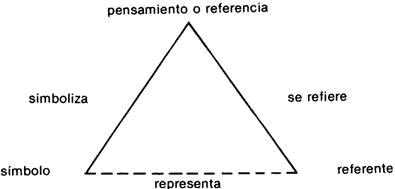 pensamiento o referencia
simboliza
se refiere
símbolo
referente
representa